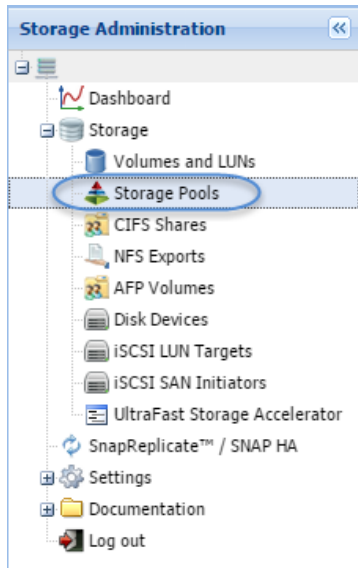 Storage Administration
Dashboard
Storage
Volumes and LUNs
Storage Pools
CIFS Shares
NFS Exports
AFP Volumes
Disk Devices
iSCSI LUN Targets
iSCSI SAN Initiators
UltraFast Storage Accelerator
SnapReplicate™ / SNAP HA
Settings
Documentation
Log out